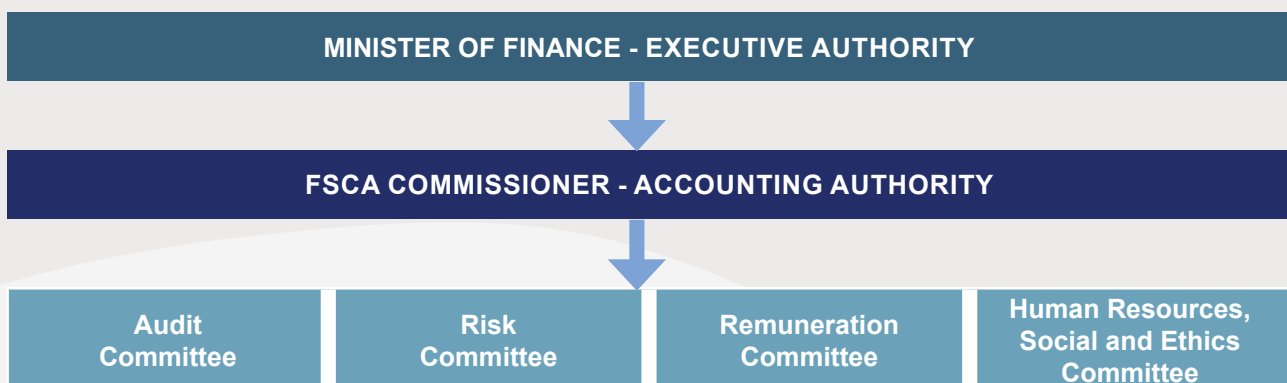 MINISTER OF FINANCE - EXECUTIVE AUTHORITY
FSCA COMMISSIONER - ACCOUNTING AUTHORITY
Audit
Committee
Risk
Committee
Remuneration
Committee
Human Resources,
Social and Ethics
Committee